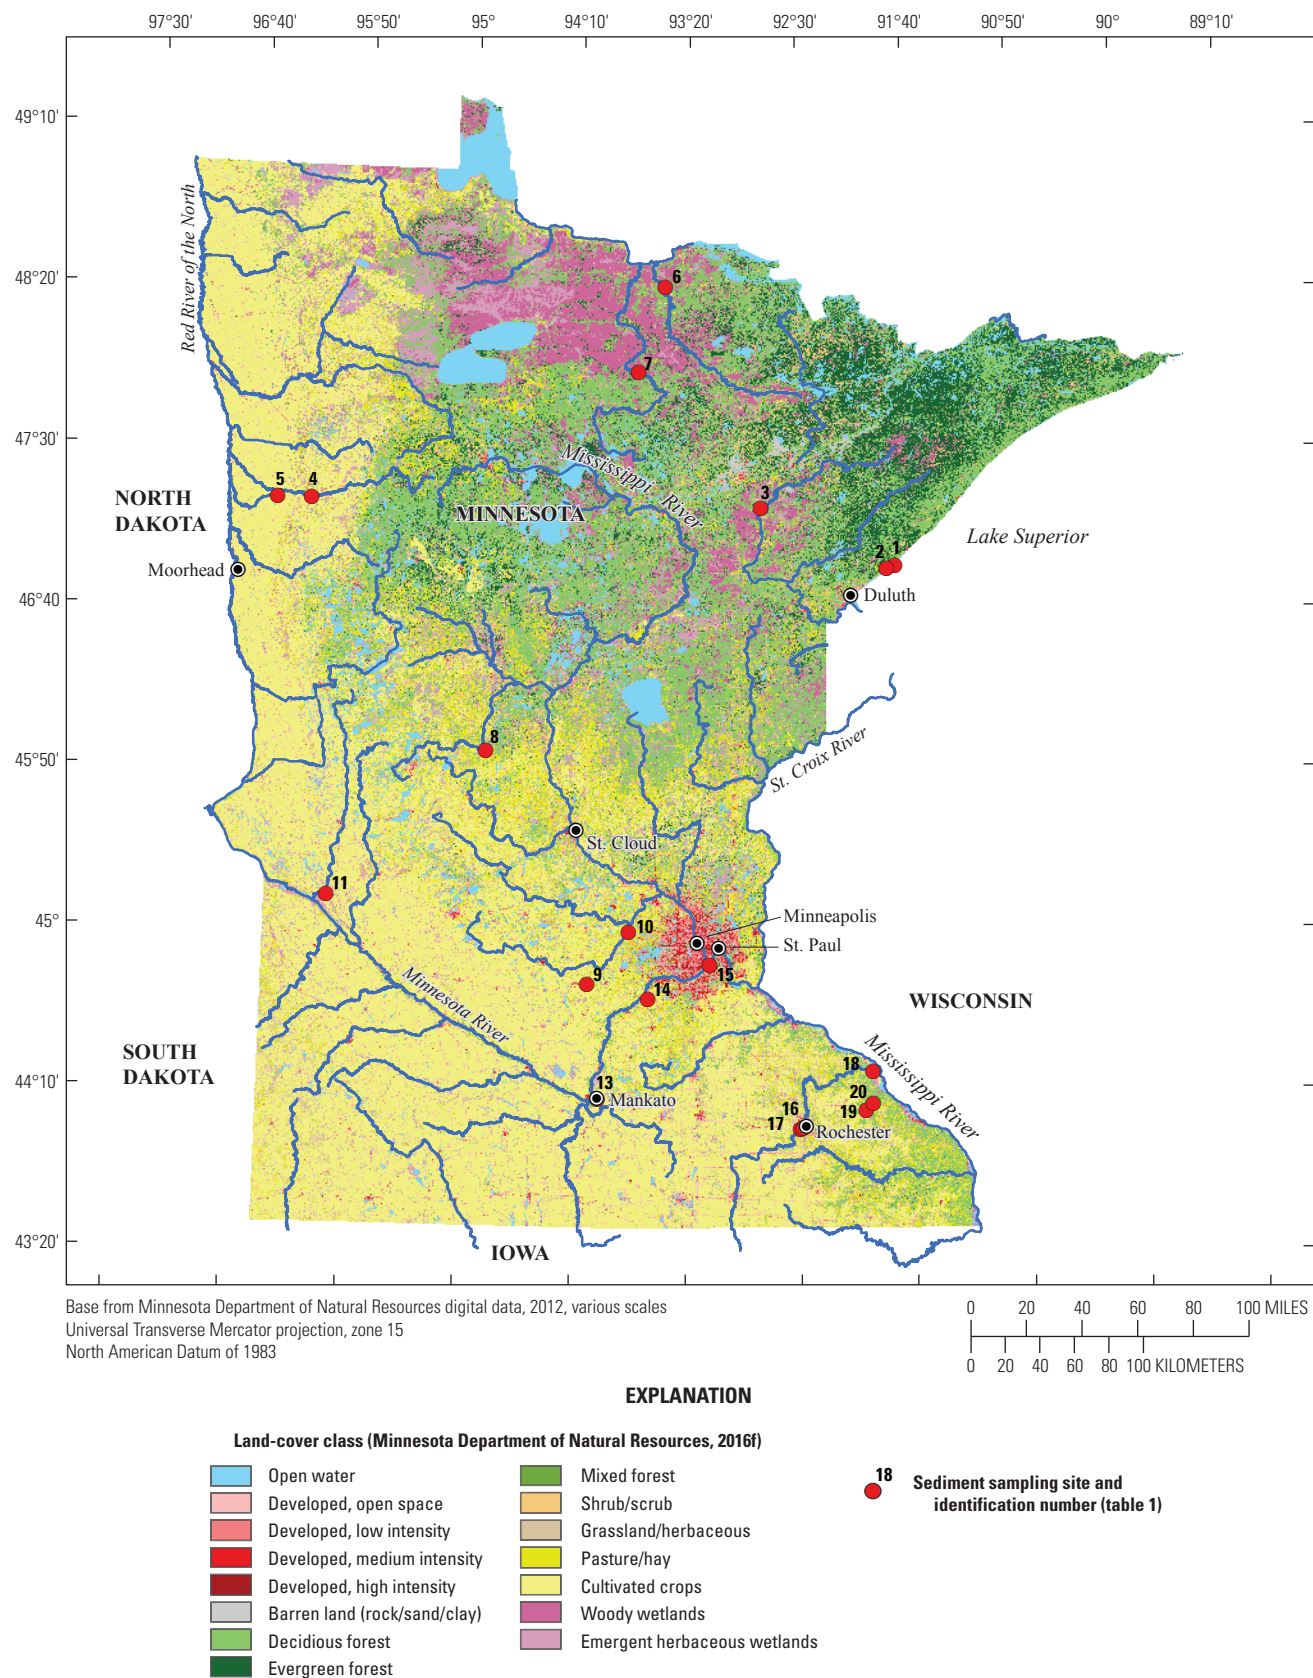 97°30' 96°40' 95°50' 95° 94°10' 93°20' 92°30' 91°40' 90°50' 90° 89°10'
49°10'
48°20'
47°30'
46°40'
45°50'
45°
44°10'
43°20'
Red River of the North
6
7
Mississippi River
5
4
3
NORTH
DAKOTA
MINNESOTA
2
1
Lake Superior
Moorhead
Duluth
8
St. Croix River
St. Cloud
11
10
Minneapolis
St. Paul
9
15
14
Minnesota River
WISCONSIN
SOUTH
DAKOTA
Mississippi River
18
13
Mankato
20
19
16
17
Rochester
IOWA
Base from Minnesota Department of Natural Resources digital data, 2012, various scales
Universal Transverse Mercator projection, zone 15
North American Datum of 1983
0 20 40 60 80 100 MILES
0 20 40 60 80 100 KILOMETERS
EXPLANATION
Land-cover class (Minnesota Department of Natural Resources, 2016f)
Open water
Developed, open space
Developed, low intensity
Developed, medium intensity
Developed, high intensity
Barren land (rock/sand/clay)
Decidious forest
Evergreen forest
Mixed forest
Shrub/scrub
Grassland/herbaceous
Pasture/hay
Cultivated crops
Woody wetlands
Emergent herbaceous wetlands
18
Sediment sampling site and
identification number (table 1)